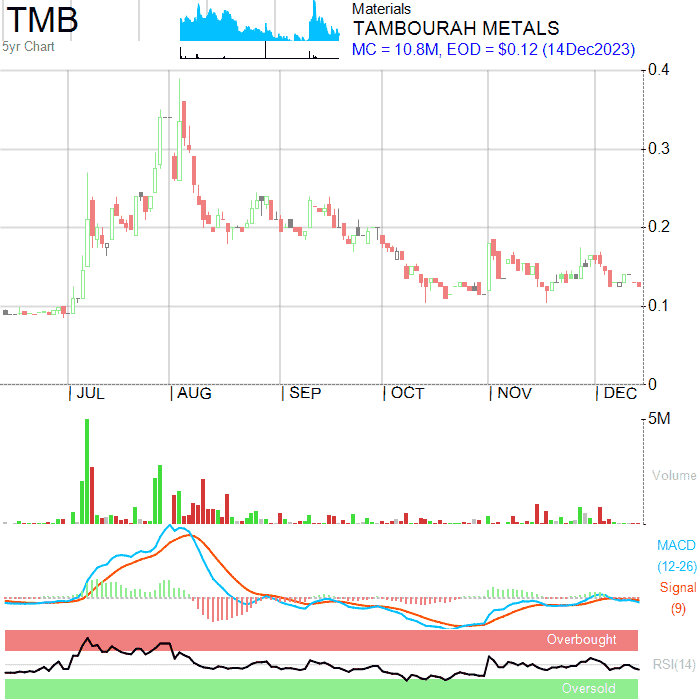 TMB
5yr Chart
Materials
TAMBOURAH METALS
MC = 10.8M, EOD = $0.12 (14Dec2023)
0.4
0.3
0.2
0.1
0
JUL
AUG
SEP
OCT
NOV
DEC
5M
Volume
MACD
(12-26)
Signal
(9)
Overbought
RSI(14)
Oversold